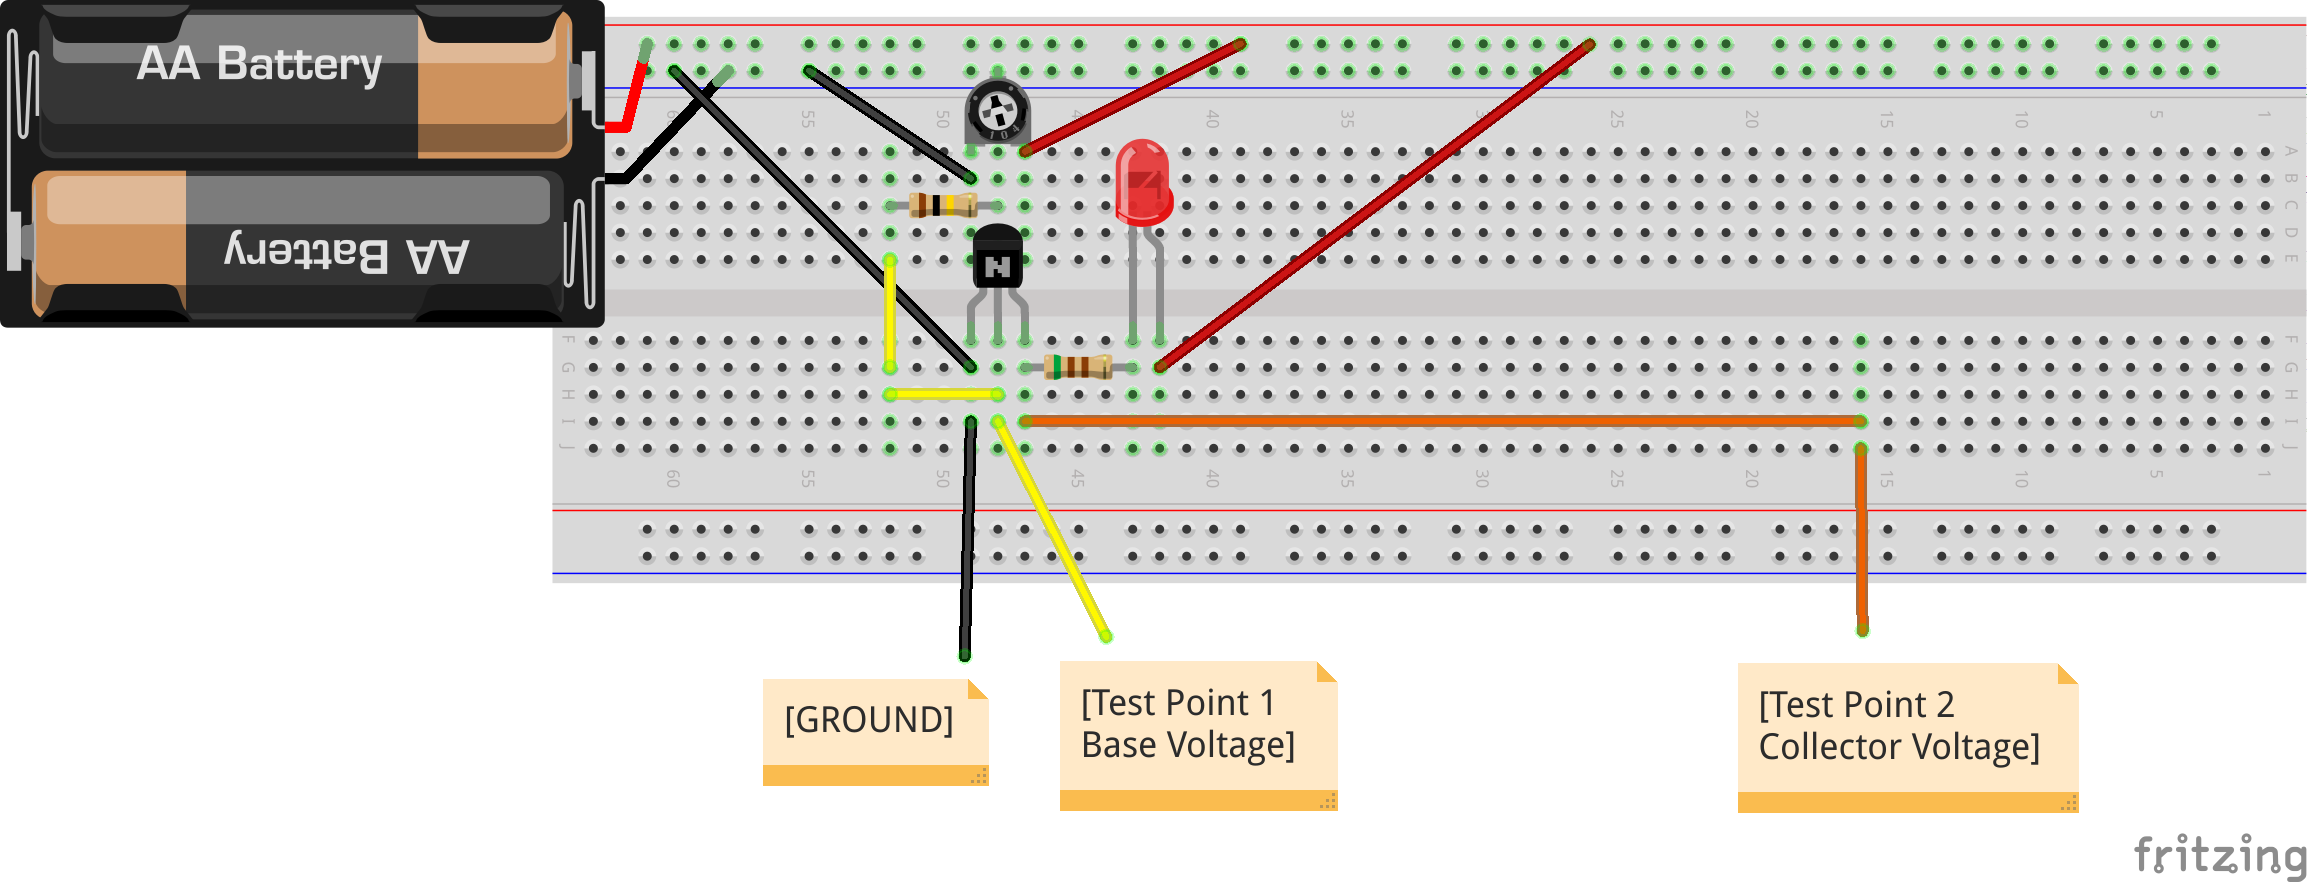 AA Battery
AA Battery
60 55 50 45 40 35 30 25 20 15 10 5 1
104
A
B
C
D
E
N
F F
G G
H H
I I
J J
60 55 50 45 40 35 30 25 20 15 10 5 1
[GROUND]
[Test Point 1
Base Voltage]
[Test Point 2
Collector Voltage]
fritzing